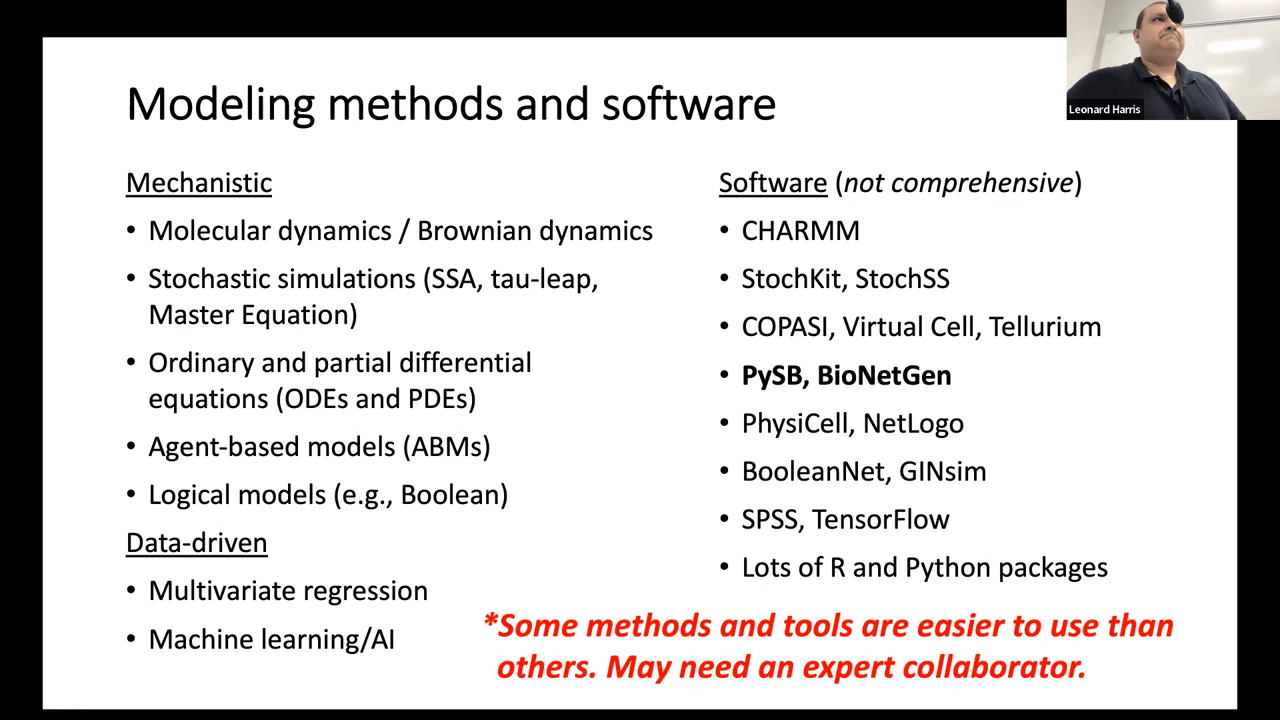 Modeling methods and software
Leonard Harris
Mechanistic
• Molecular dynamics / Brownian dynamics
• Stochastic simulations (SSA, tau-leap,
Master Equation)
• Ordinary and partial differential
equations (ODEs and PDEs)
• Agent-based models (ABMs)
• Logical models (e.g., Boolean)
Data-driven
• Multivariate regression
• Machine learning/AI
Software (not comprehensive)
• CHARMM
• StochKit, StochSS
• COPASI, Virtual Cell, Tellurium
• PySB, BioNetGen
• PhysiCell, NetLogo
• BooleanNet, GINsim
• SPSS, TensorFlow
• Lots of R and Python packages
*Some methods and tools are easier to use than
others. May need an expert collaborator.